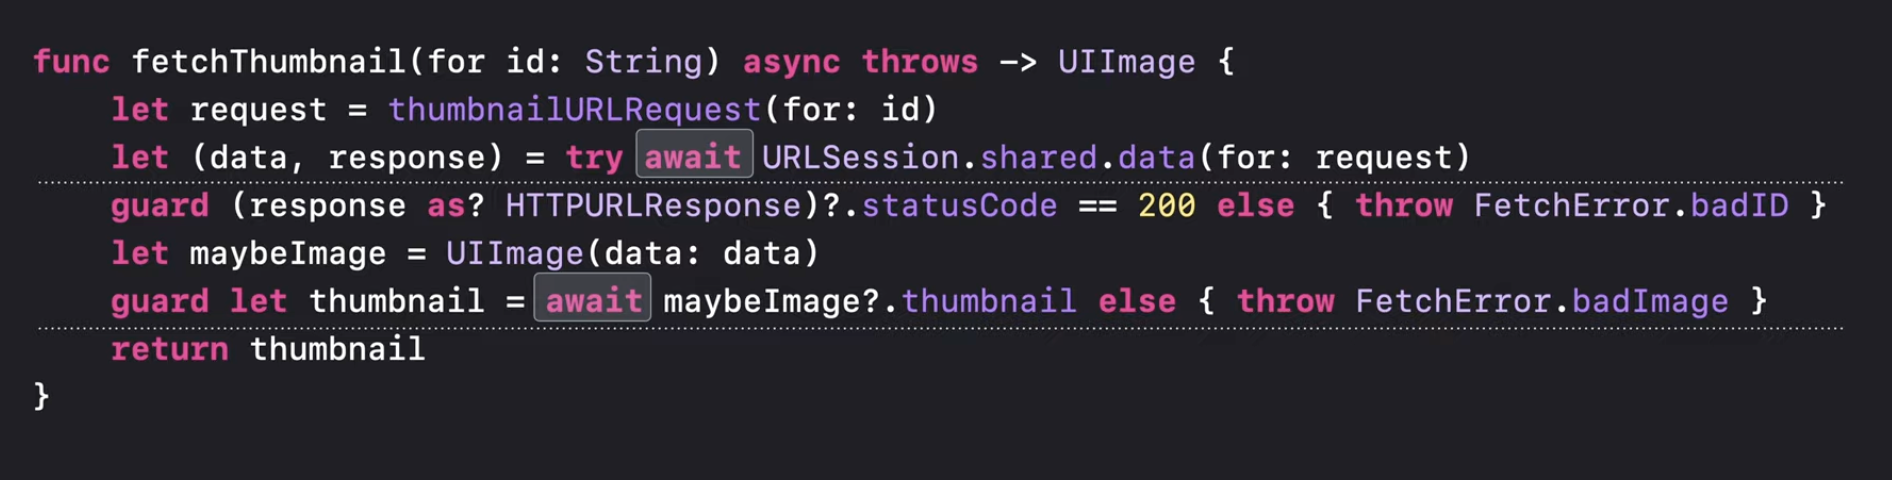 func fetchThumbnail(for id: String) async throws -> UIImage {
    let request = thumbnailURLRequest(for: id)
    let (data, response) = try await URLSession.shared.data(for: request)
    guard (response as? HTTPURLResponse)?.statusCode == 200 else { throw FetchError.badID }
    let maybeImage = UIImage(data: data)
    guard let thumbnail = await maybeImage?.thumbnail else { throw FetchError.badImage }
    return thumbnail
}